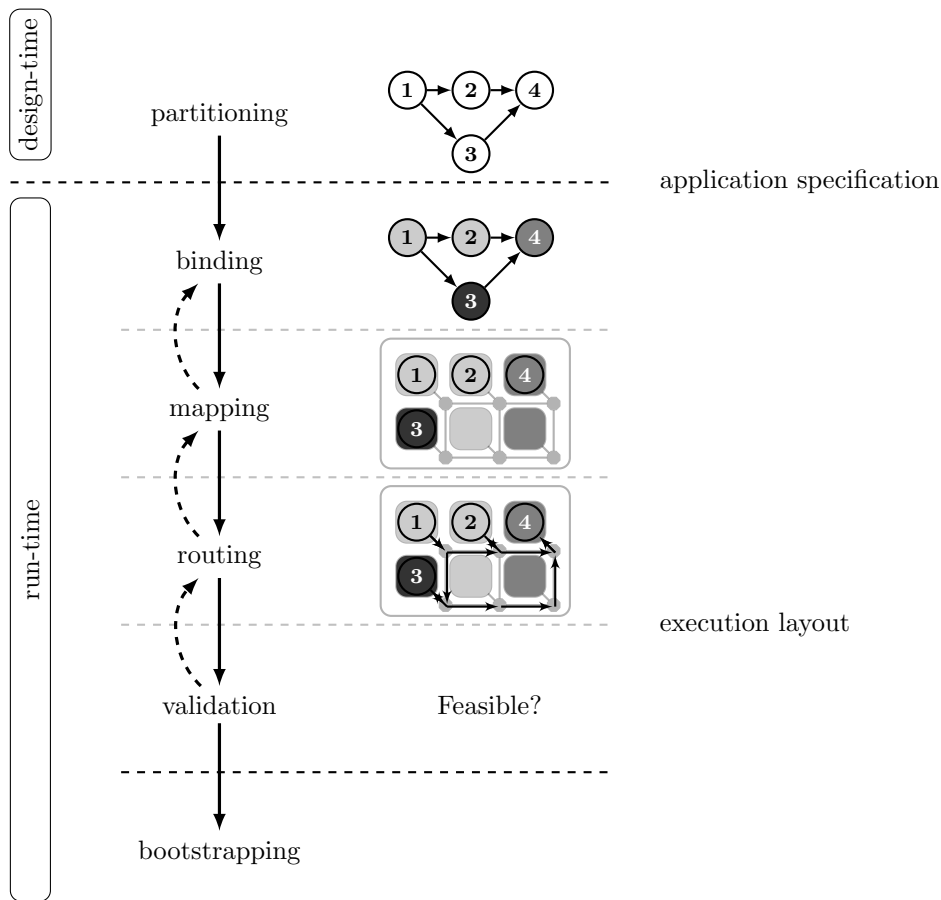 design-time
partitioning
1 2 4
3
application specification
run-time
binding
1 2 4
3
mapping
1 2 4
3
routing
1 2 4
3
execution layout
validation
Feasible?
bootstrapping